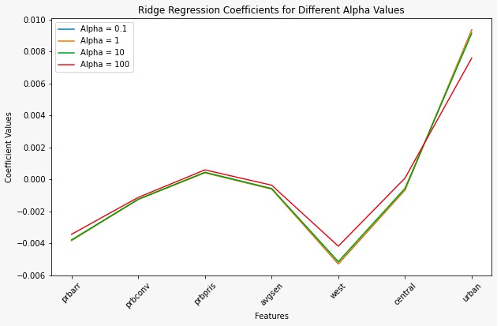 Ridge Regression Coefficients for Different Alpha Values
Alpha = 0.1
Alpha = 1
Alpha = 10
Alpha = 100
0.010
0.008
0.006
0.004
0.002
0.000
−0.002
−0.004
−0.006
Coefficient Values
prbarr
prbconv
prbpris
avgsen
west
central
urban
Features